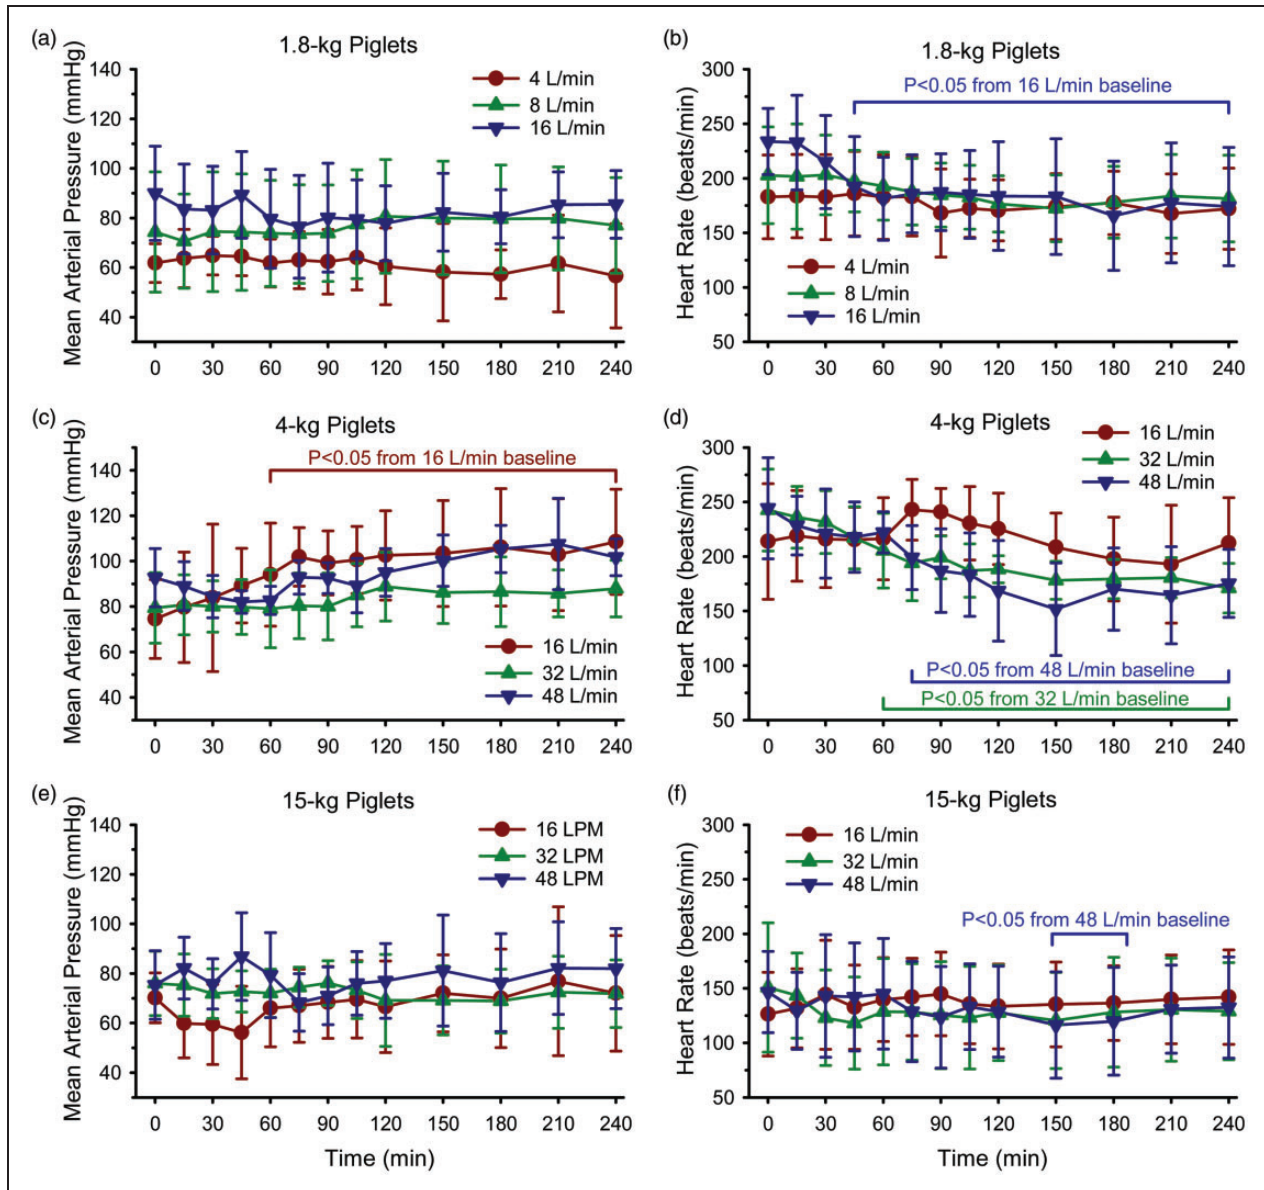 (a)
1.8-kg Piglets
Mean Arterial Pressure (mmHg)
140
120
100
80
60
40
4 L/min
8 L/min
16 L/min
0 30 60 90 120 150 180 210 240
(b)
1.8-kg Piglets
Heart Rate (beats/min)
300
250
200
150
100
50
P<0.05 from 16 L/min baseline
4 L/min
8 L/min
16 L/min
0 30 60 90 120 150 180 210 240
(c)
4-kg Piglets
Mean Arterial Pressure (mmHg)
140
120
100
80
60
40
P<0.05 from 16 L/min baseline
16 L/min
32 L/min
48 L/min
0 30 60 90 120 150 180 210 240
(d)
4-kg Piglets
Heart Rate (beats/min)
300
250
200
150
100
50
16 L/min
32 L/min
48 L/min
P<0.05 from 48 L/min baseline
P<0.05 from 32 L/min baseline
0 30 60 90 120 150 180 210 240
(e)
15-kg Piglets
Mean Arterial Pressure (mmHg)
140
120
100
80
60
40
16 LPM
32 LPM
48 LPM
0 30 60 90 120 150 180 210 240
Time (min)
(f)
15-kg Piglets
Heart Rate (beats/min)
300
250
200
150
100
50
16 L/min
32 L/min
48 L/min
P<0.05 from 48 L/min baseline
0 30 60 90 120 150 180 210 240
Time (min)